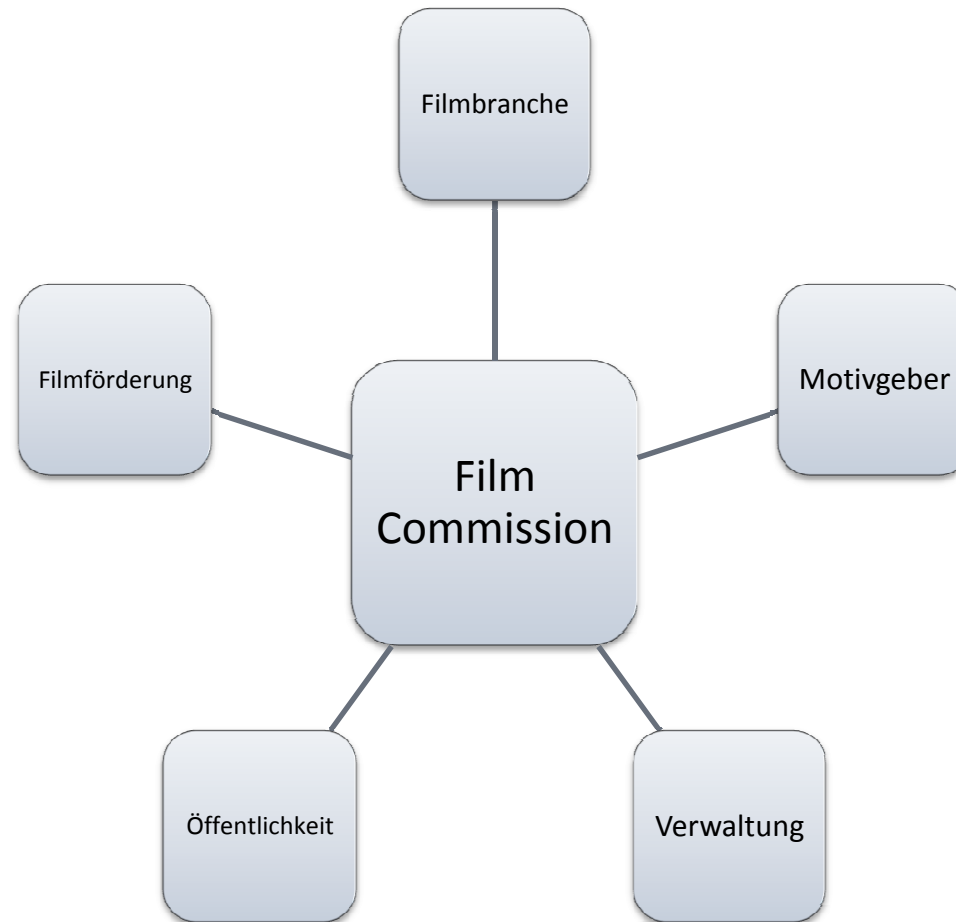 Filmbranche
Filmförderung
Motivgeber
Film
Commission
Öffentlichkeit
Verwaltung